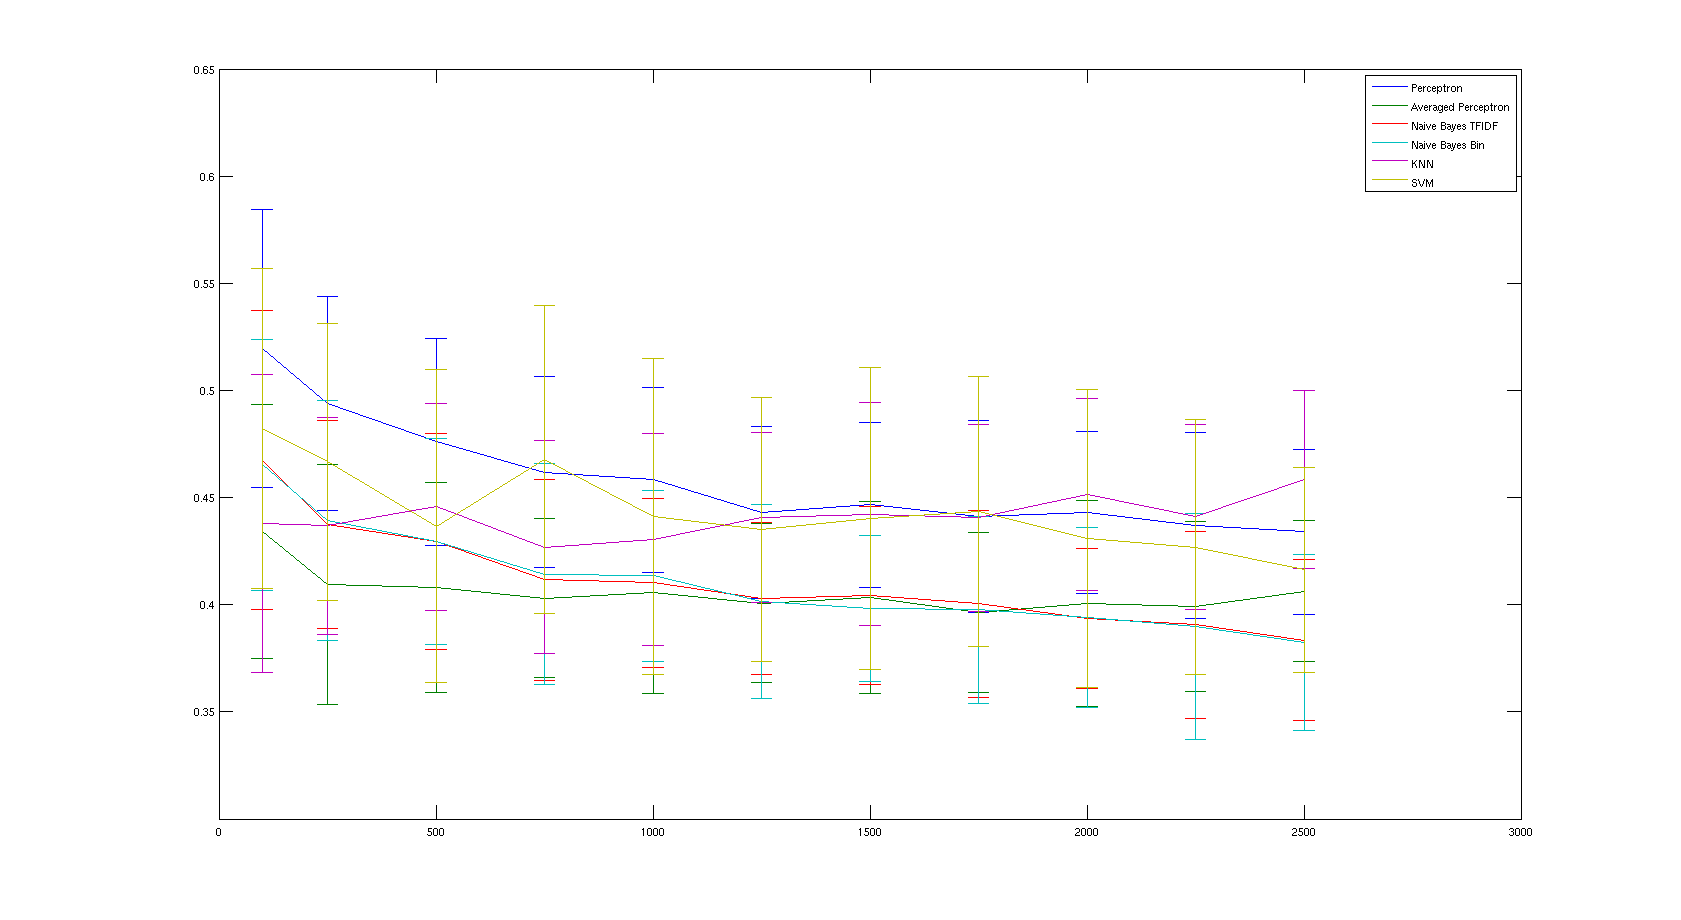 0.65
0.6
0.55
0.5
0.45
0.4
0.35
0
500
1000
1500
2000
2500
3000
Perceptron
Averaged Perceptron
Naive Bayes TFIDF
Naive Bayes Bin
KNN
SVM